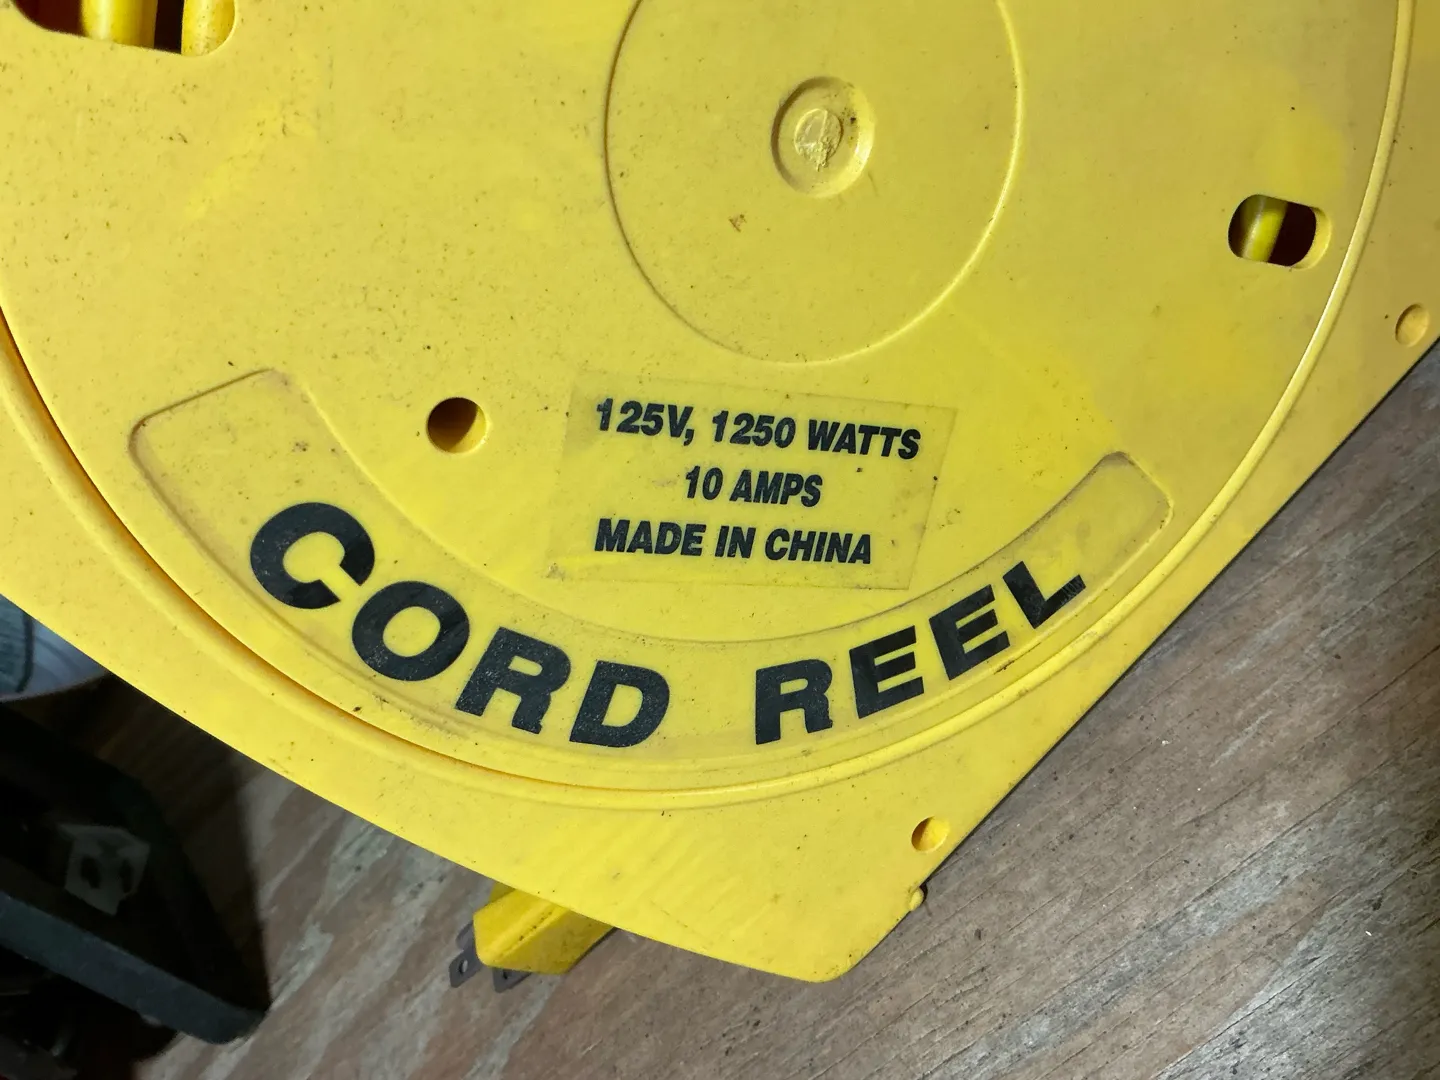 125V, 1250 WATTS
10 AMPS
MADE IN CHINA
CORD REEL